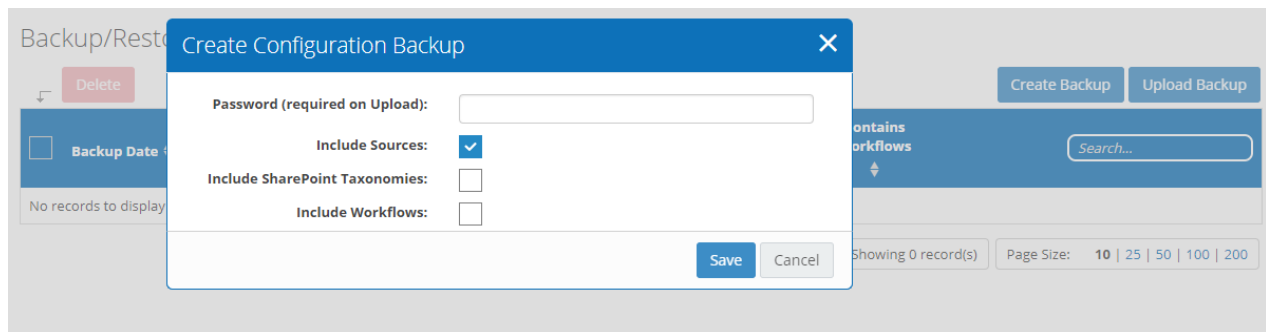 Backup/Resto
Create Configuration Backup
Delete
Create Backup
Upload Backup
Password (required on Upload):
Include Sources:
Include SharePoint Taxonomies:
Include Workflows:
Backup Date
ontains
orkflows
Search...
No records to display
Save
Cancel
Showing 0 record(s)
Page Size: 10 | 25 | 50 | 100 | 200